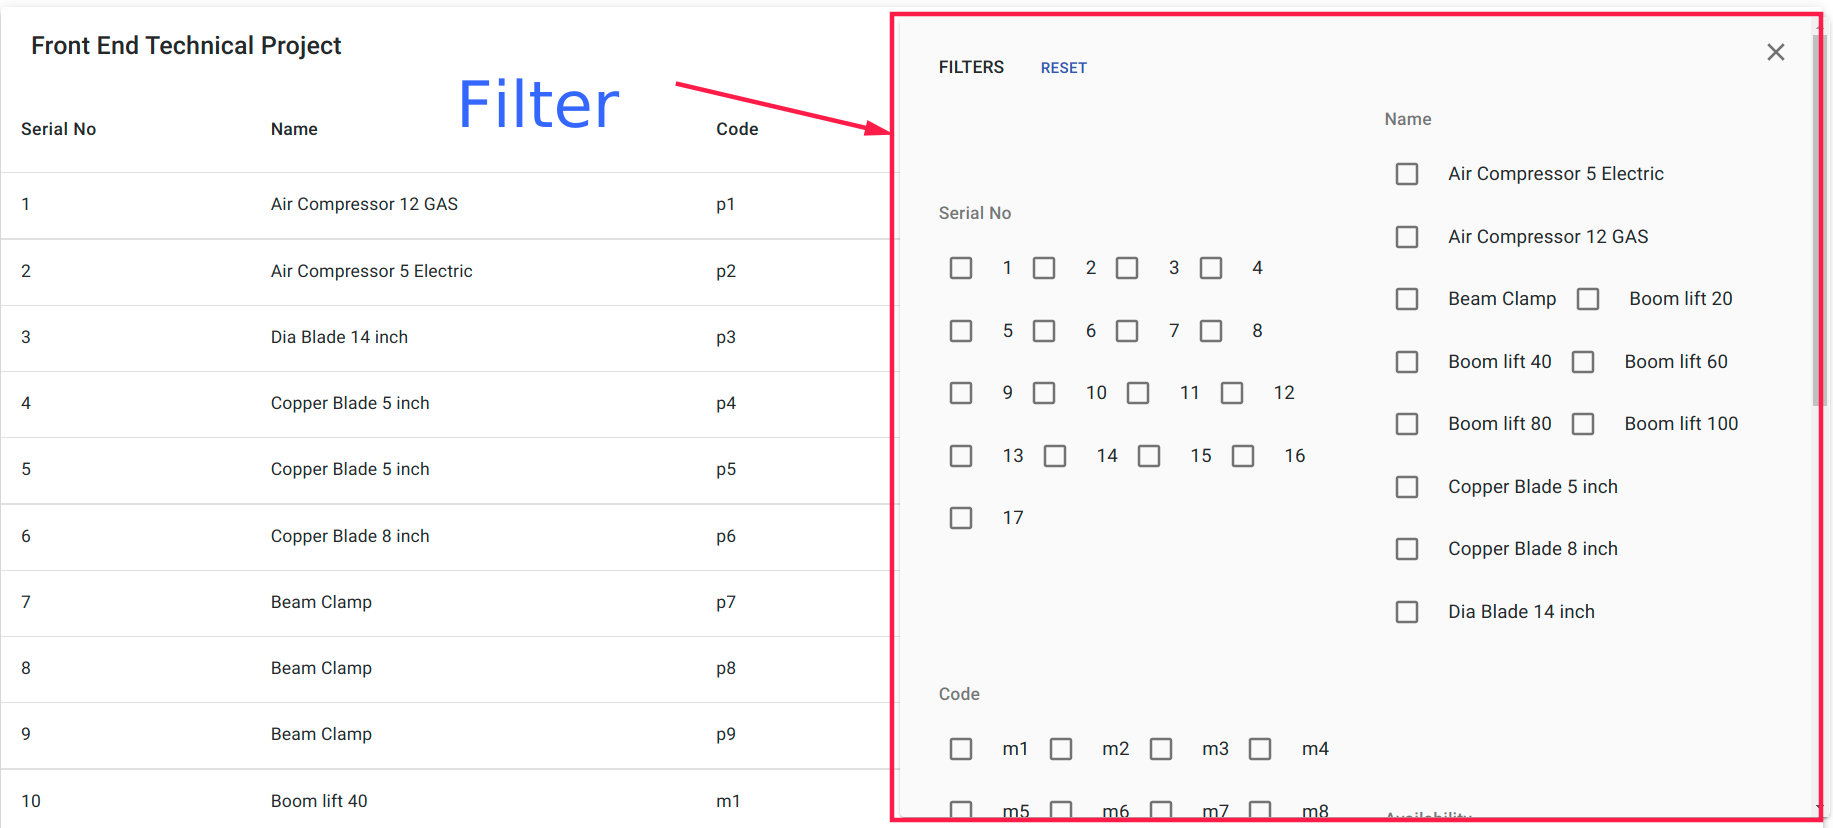 Front End Technical Project
Filter
Serial No Name Code
1 Air Compressor 12 GAS p1
2 Air Compressor 5 Electric p2
3 Dia Blade 14 inch p3
4 Copper Blade 5 inch p4
5 Copper Blade 5 inch p5
6 Copper Blade 8 inch p6
7 Beam Clamp p7
8 Beam Clamp p8
9 Beam Clamp p9
10 Boom lift 40 m1
FILTERS RESET
Serial No
1 2 3 4
5 6 7 8
9 10 11 12
13 14 15 16
17
Name
Air Compressor 5 Electric
Air Compressor 12 GAS
Beam Clamp Boom lift 20
Boom lift 40 Boom lift 60
Boom lift 80 Boom lift 100
Copper Blade 5 inch
Copper Blade 8 inch
Dia Blade 14 inch
Code
m1 m2 m3 m4
m5 m6 m7 m8
Availability